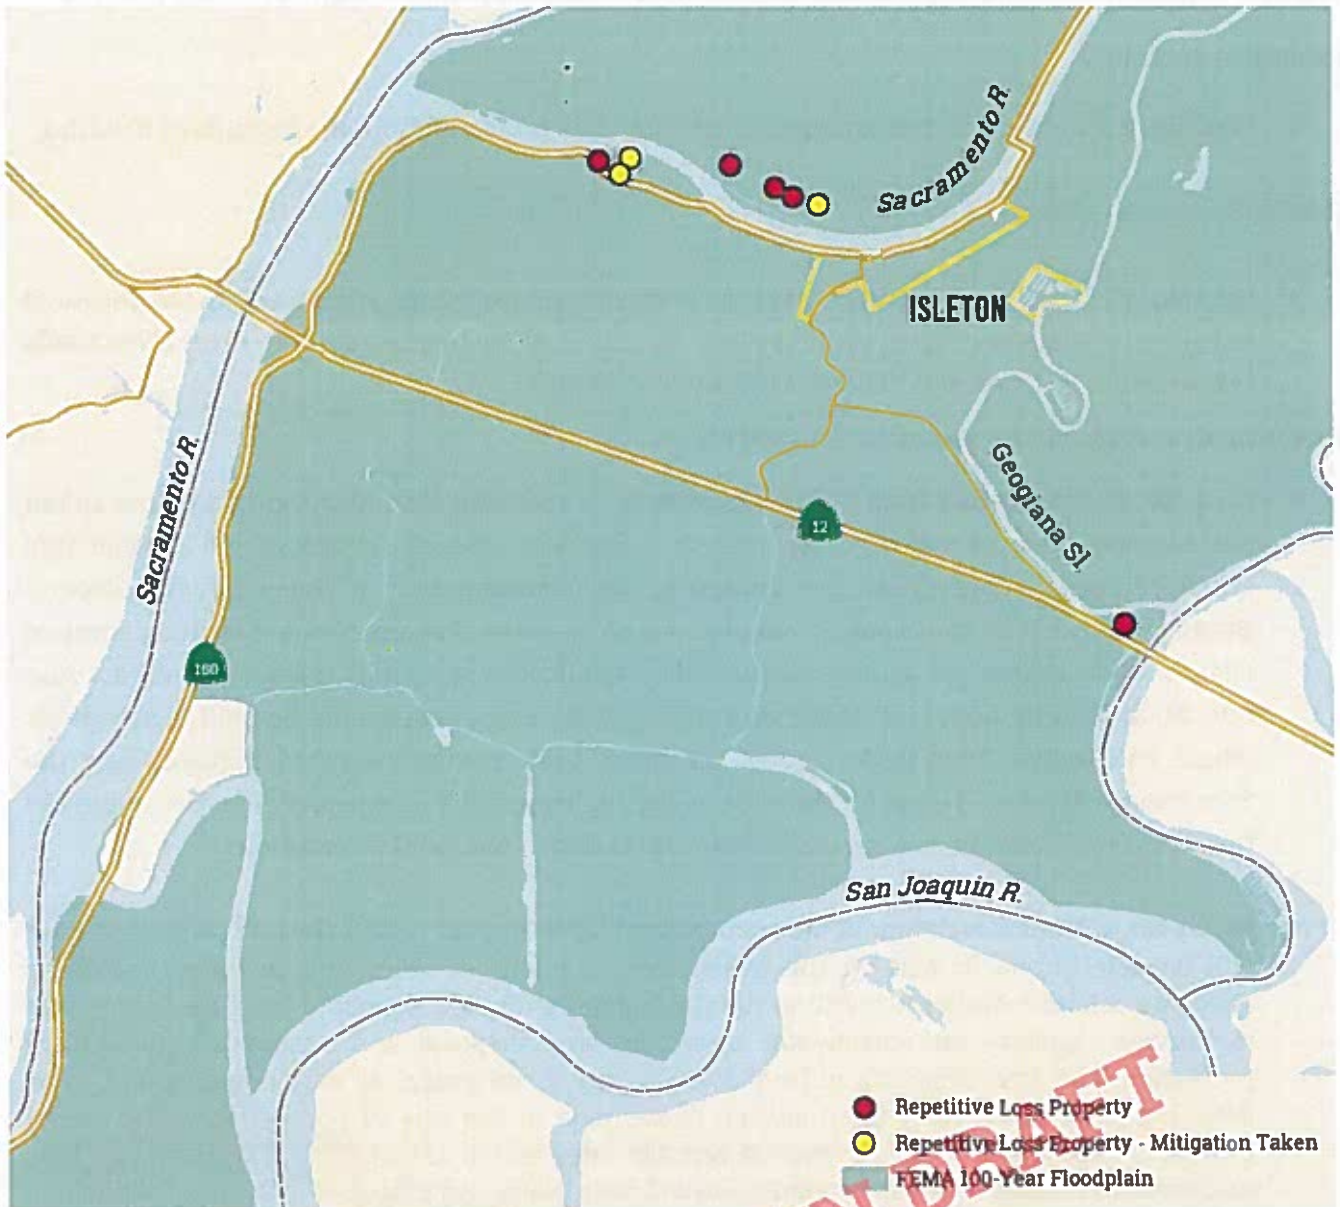 Sacramento R.
ISLETON
Sacramento R.
Geogiana Sl.
12
160
San Joaquin R.
Repetitive Loss Property
Repetitive Loss Property - Mitigation Taken
FEMA 100-Year Floodplain
DRAFT